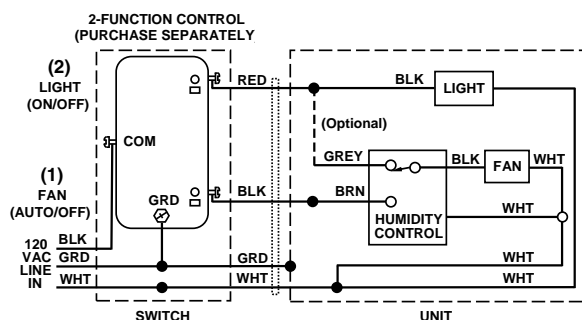 2-FUNCTION CONTROL
(PURCHASE SEPARATELY
(2)
LIGHT
(ON/OFF)
RED
BLK
LIGHT
(Optional)
COM
GREY
BLK
FAN
WHT
(1)
FAN
(AUTO/OFF)
GRD
BLK
BRN
HUMIDITY
CONTROL
WHT
120
VAC
LINE
IN
BLK
GRD
WHT
GRD
WHT
WHT
WHT
SWITCH
UNIT